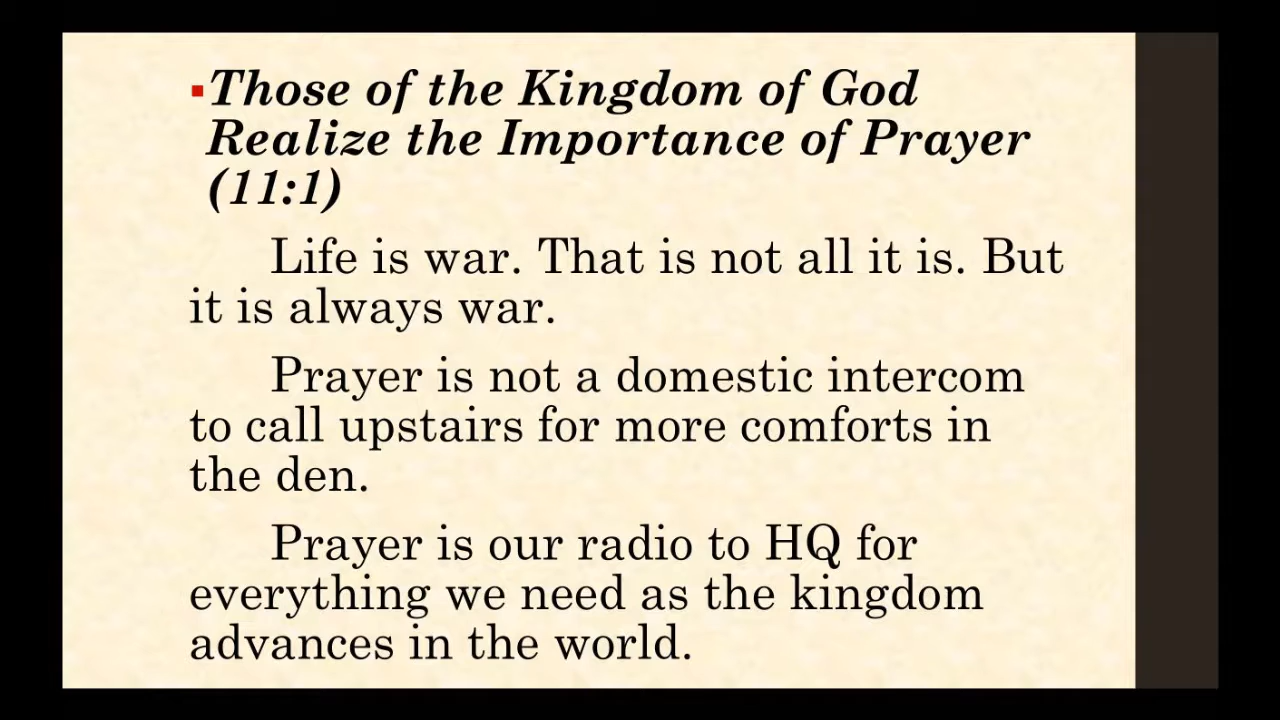 ▪Those of the Kingdom of God
Realize the Importance of Prayer
(11:1)
Life is war. That is not all it is. But
it is always war.
Prayer is not a domestic intercom
to call upstairs for more comforts in
the den.
Prayer is our radio to HQ for
everything we need as the kingdom
advances in the world.